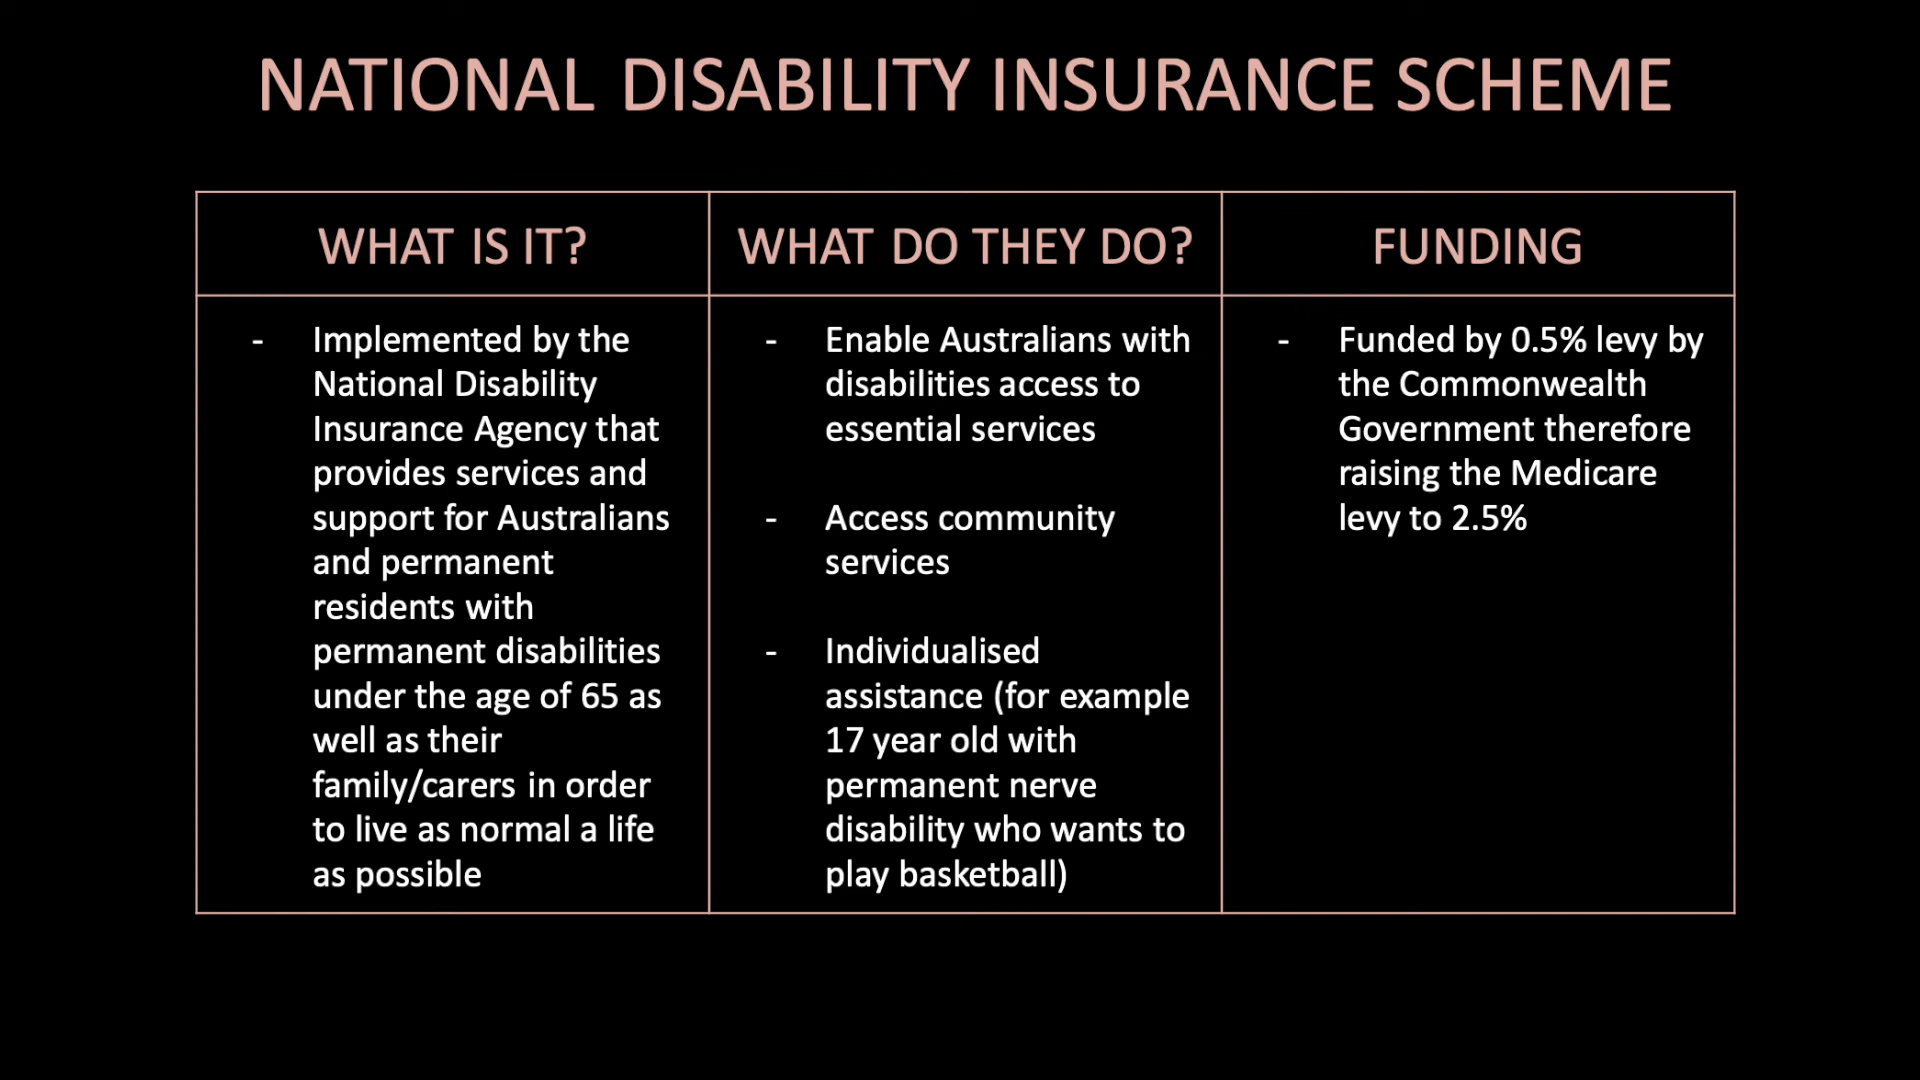 NATIONAL DISABILITY INSURANCE SCHEME
WHAT IS IT?
- Implemented by the
National Disability
Insurance Agency that
provides services and
support for Australians
and permanent
residents with
permanent disabilities
under the age of 65 as
well as their
family/carers in order
to live as normal a life
as possible
WHAT DO THEY DO?
- Enable Australians with
disabilities access to
essential services
- Access community
services
- Individualised
assistance (for example
17 year old with
permanent nerve
disability who wants to
play basketball)
FUNDING
- Funded by 0.5% levy by
the Commonwealth
Government therefore
raising the Medicare
levy to 2.5%